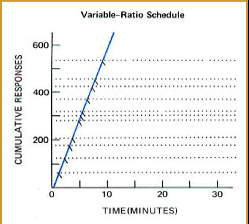 Variable-Ratio Schedule
CUMULATIVE RESPONSES
600
400
200
0
10
20
30
TIME(MINUTES)